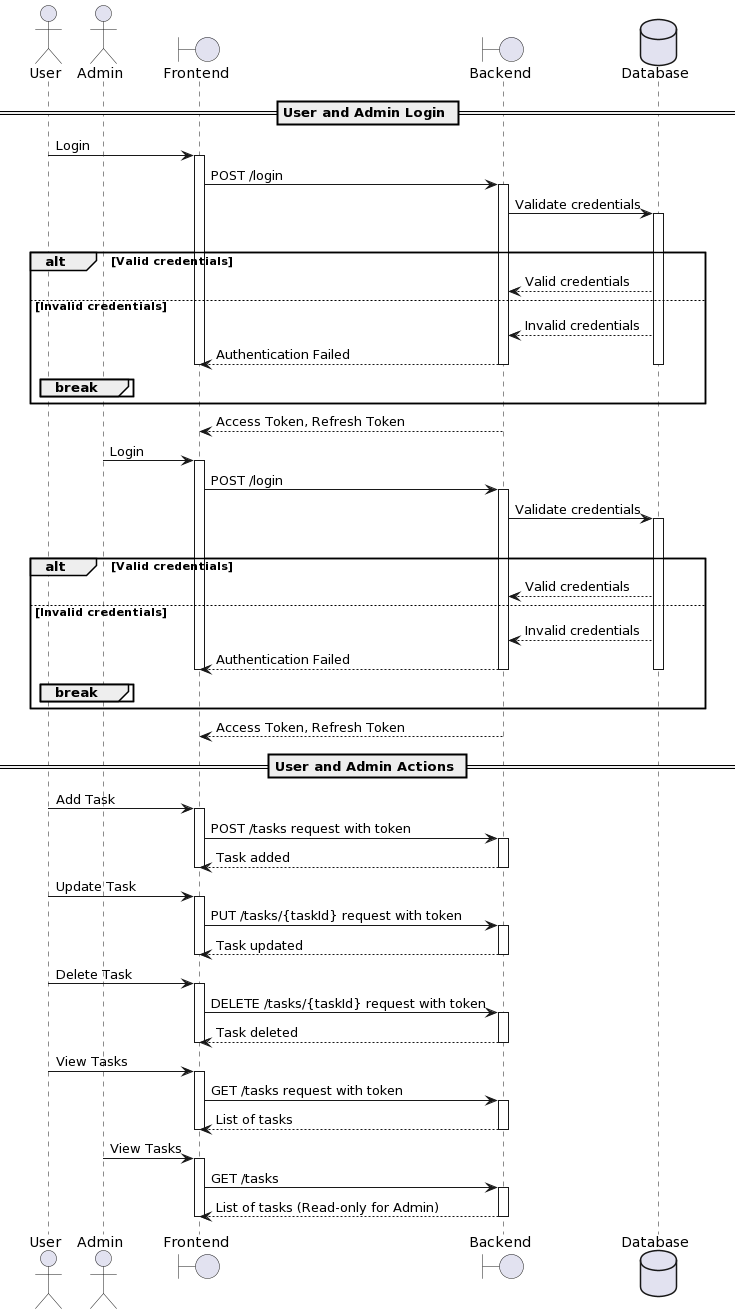 User Admin Frontend Backend Database
User and Admin Login
Login
POST /login
Validate credentials
alt [Valid credentials]
Valid credentials
[Invalid credentials]
Invalid credentials
Authentication Failed
break
Access Token, Refresh Token
Login
POST /login
Validate credentials
alt [Valid credentials]
Valid credentials
[Invalid credentials]
Invalid credentials
Authentication Failed
break
Access Token, Refresh Token
User and Admin Actions
Add Task
POST /tasks request with token
Task added
Update Task
PUT /tasks/{taskId} request with token
Task updated
Delete Task
DELETE /tasks/{taskId} request with token
Task deleted
View Tasks
GET /tasks request with token
List of tasks
View Tasks
GET /tasks
List of tasks (Read-only for Admin)
User Admin Frontend Backend Database